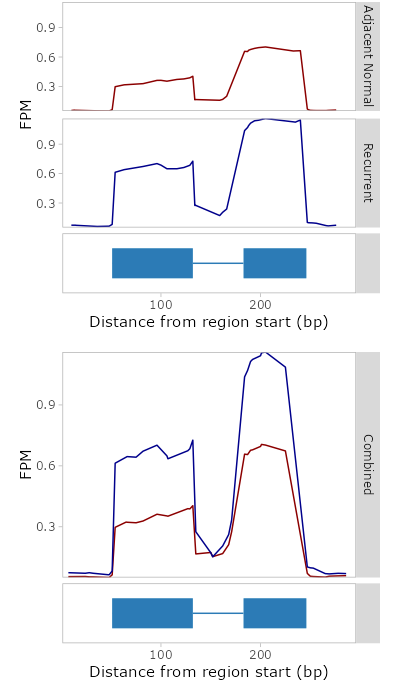 Adjacent Normal
0.9
0.6
0.3
FPM
Recurrent
0.9
0.6
0.3
100 200
Distance from region start (bp)
Combined
0.9
0.6
0.3
FPM
100 200
Distance from region start (bp)